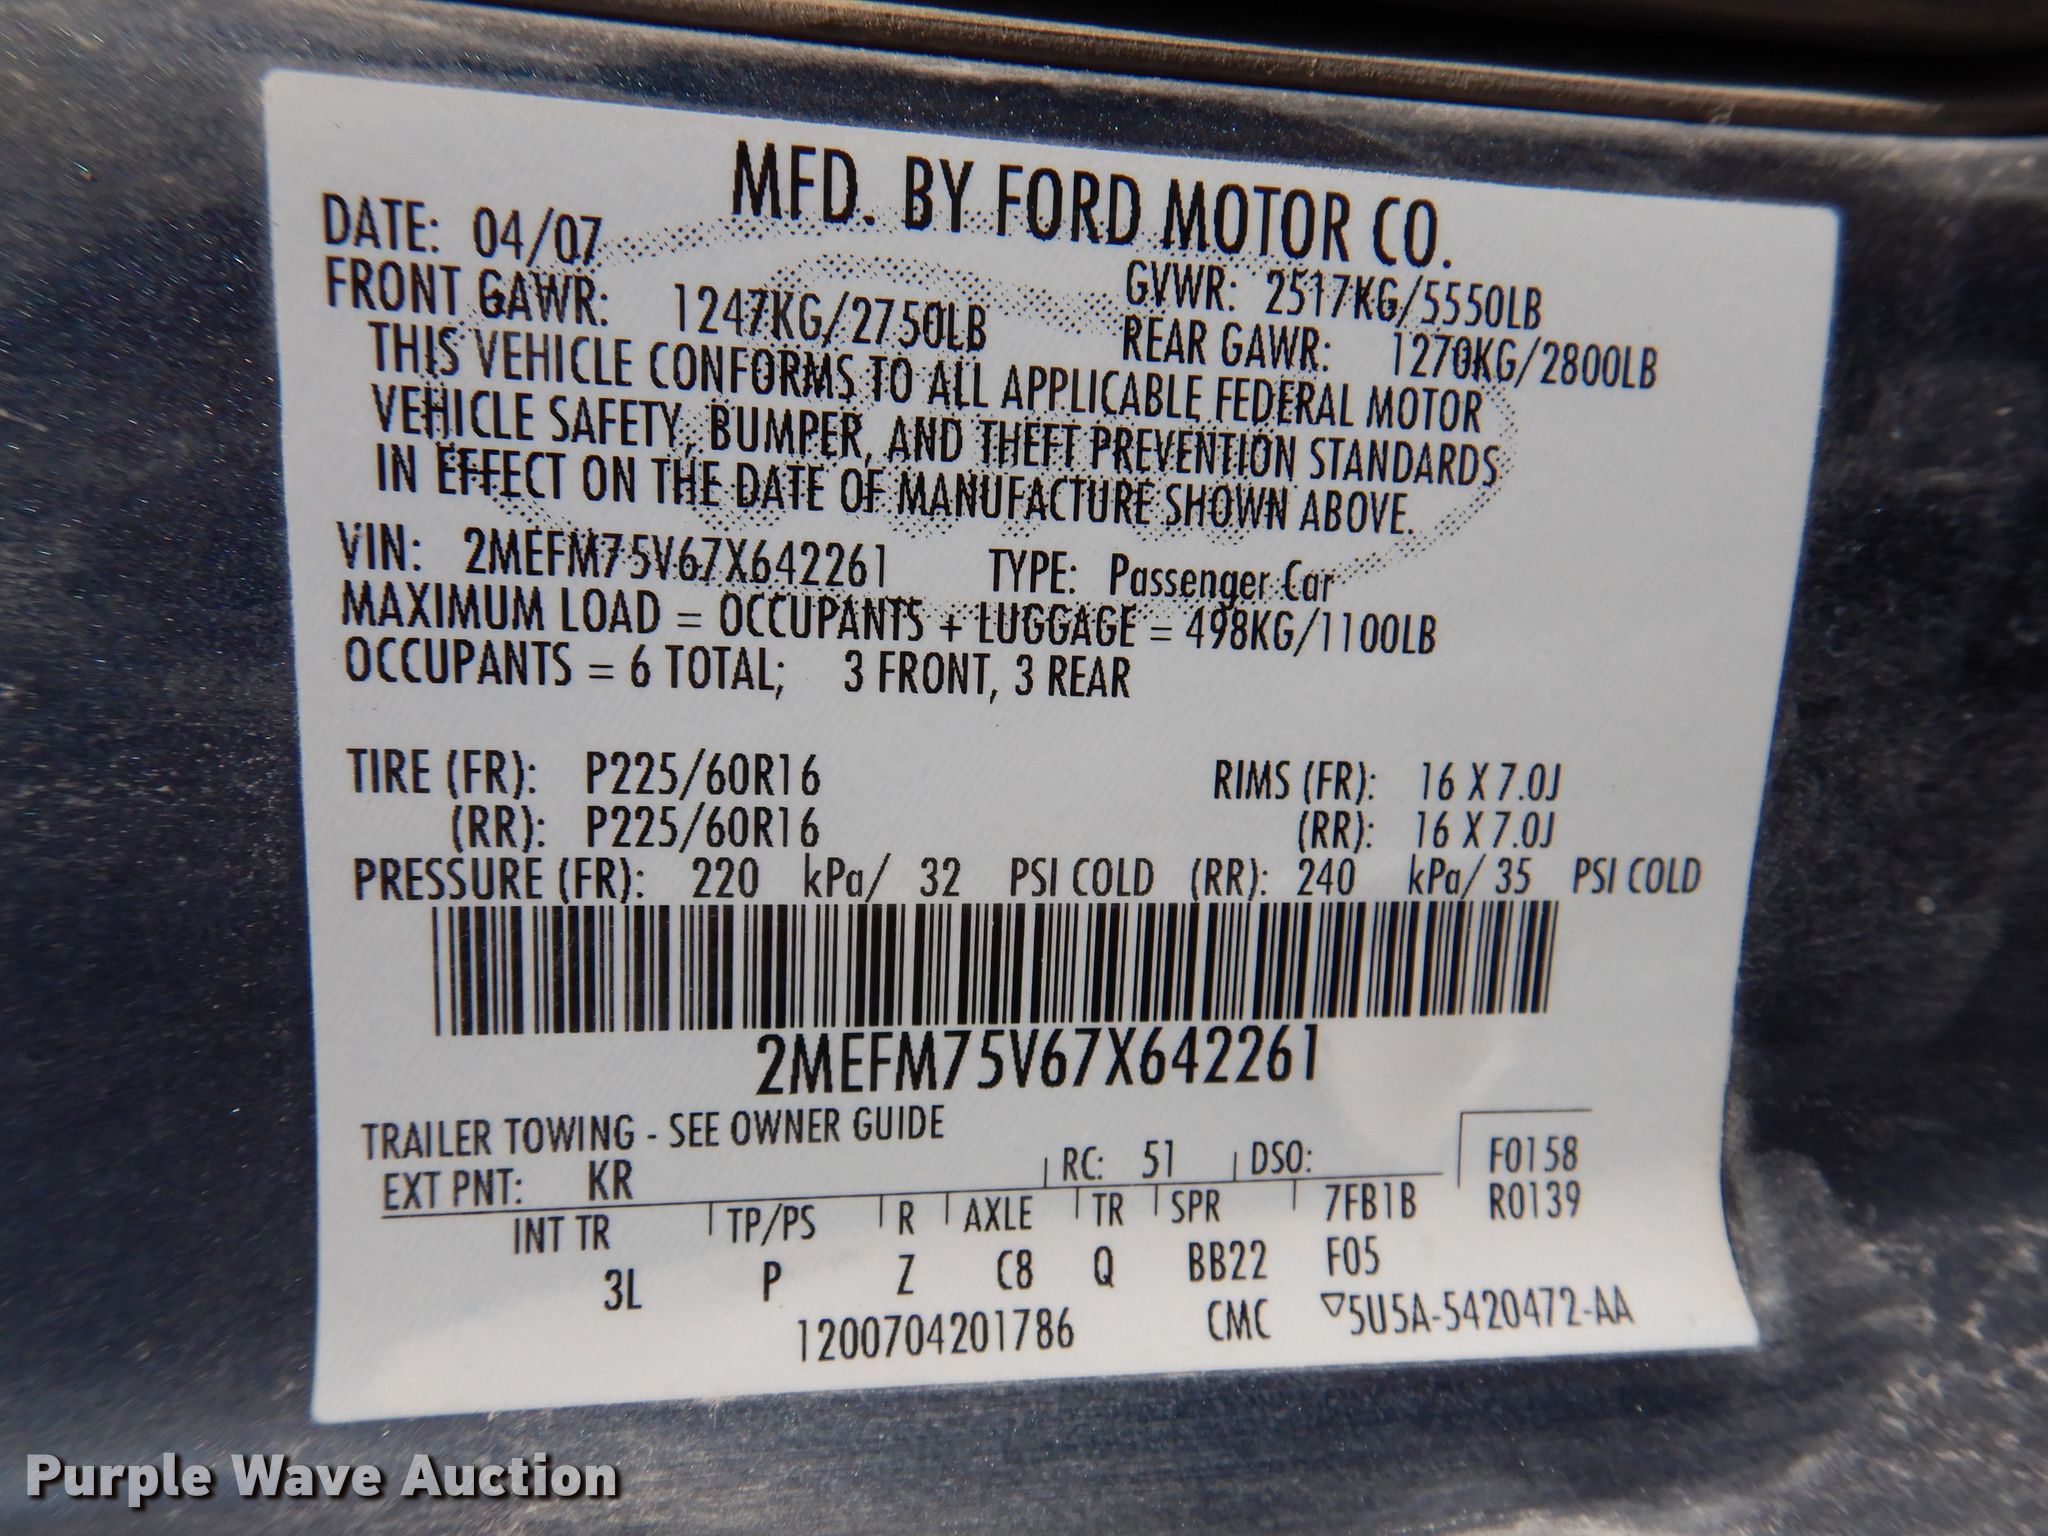 MFD. BY FORD MOTOR CO.
DATE: 04/07
GVWR: 2517KG/5550LB
FRONT GAWR: 1247KG/2750LB
REAR GAWR: 1270KG/2800LB
THIS VEHICLE CONFORMS TO ALL APPLICABLE FEDERAL MOTOR
VEHICLE SAFETY, BUMPER, AND THEFT PREVENTION STANDARDS
IN EFFECT ON THE DATE OF MANUFACTURE SHOWN ABOVE.
VIN: 2MEFM75V67X642261 TYPE: Passenger Car
MAXIMUM LOAD = OCCUPANTS + LUGGAGE = 498KG/1100LB
OCCUPANTS = 6 TOTAL; 3 FRONT, 3 REAR
TIRE (FR): P225/60R16 RIMS (FR): 16 X 7.0J
(RR): P225/60R16 (RR): 16 X 7.0J
PRESSURE (FR): 220 kPa/ 32 PSI COLD (RR): 240 kPa/ 35 PSI COLD
2MEFM75V67X642261
TRAILER TOWING - SEE OWNER GUIDE
EXT PNT: KR RC: 51 DSO: F0158
INT TR TP/PS R AXLE TR SPR 7FB1B R0139
3L P Z C8 Q BB22 F05
1200704201786 CMC ▽5U5A-5420472-AA
Purple Wave Auction